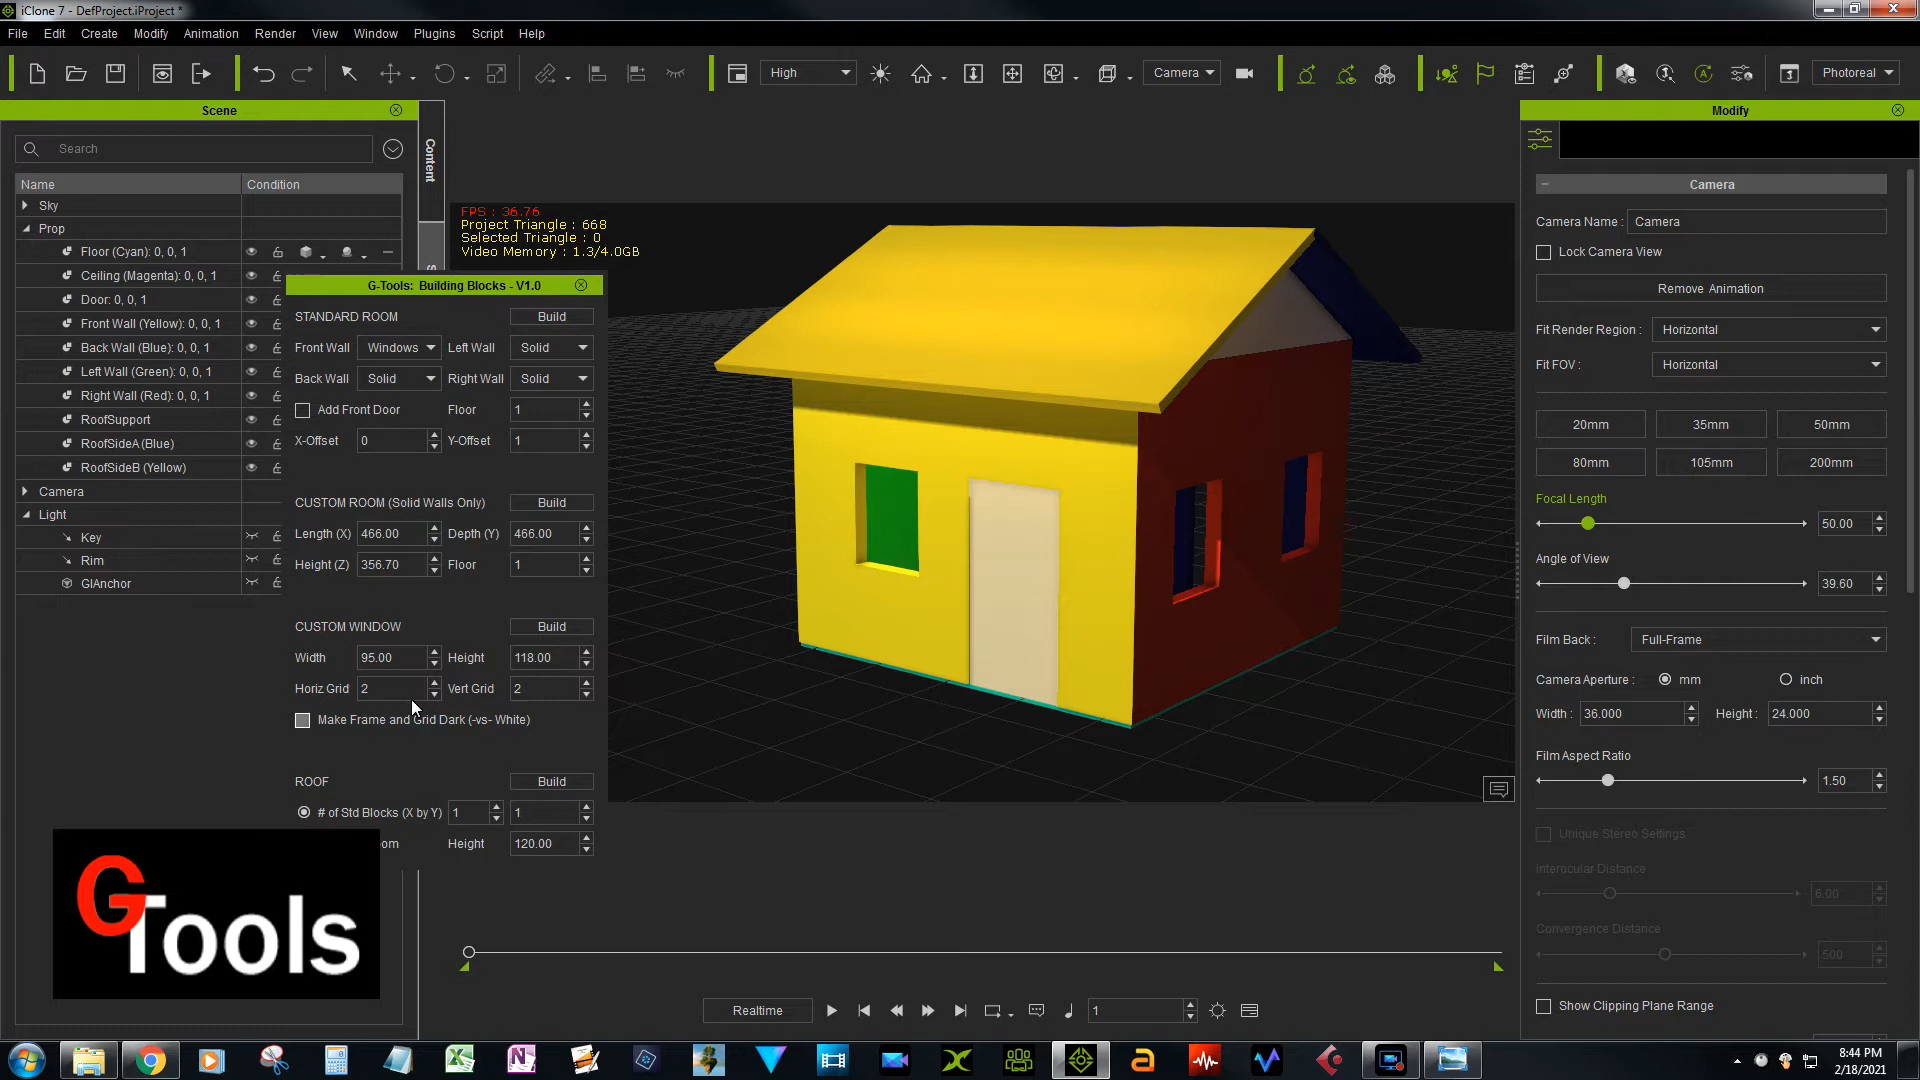 iClone 7 - DefProject.iProject *
File Edit Create Modify Animation Render View Window Plugins Script Help
High Camera Photoreal
Scene
Search
Name Condition
Sky
Prop
Floor (Cyan): 0, 0, 1
Ceiling (Magenta): 0, 0, 1
Door: 0, 0, 1
Front Wall (Yellow): 0, 0, 1
Back Wall (Blue): 0, 0, 1
Left Wall (Green): 0, 0, 1
Right Wall (Red): 0, 0, 1
RoofSupport
RoofSideA (Blue)
RoofSideB (Yellow)
Camera
Light
Key
Rim
GIAnchor
Content
S
FPS : 36.76
Project Triangle : 668
Selected Triangle : 0
Video Memory : 1.3/4.0GB
G-Tools: Building Blocks - V1.0
STANDARD ROOM Build
Front Wall Windows Left Wall Solid
Back Wall Solid Right Wall Solid
Add Front Door Floor 1
X-Offset 0 Y-Offset 1
CUSTOM ROOM (Solid Walls Only) Build
Length (X) 466.00 Depth (Y) 466.00
Height (Z) 356.70 Floor 1
CUSTOM WINDOW Build
Width 95.00 Height 118.00
Horiz Grid 2 Vert Grid 2
Make Frame and Grid Dark (-vs- White)
ROOF Build
# of Std Blocks (X by Y) 1 1
om Height 120.00
GTools
Realtime 1
Modify
Camera
Camera Name : Camera
Lock Camera View
Remove Animation
Fit Render Region : Horizontal
Fit FOV : Horizontal
20mm 35mm 50mm
80mm 105mm 200mm
Focal Length
50.00
Angle of View
39.60
Film Back : Full-Frame
Camera Aperture : mm inch
Width : 36.000 Height : 24.000
Film Aspect Ratio
1.50
Unique Stereo Settings
Interocular Distance
6.00
Convergence Distance
500
Show Clipping Plane Range
8:44 PM
2/18/2021